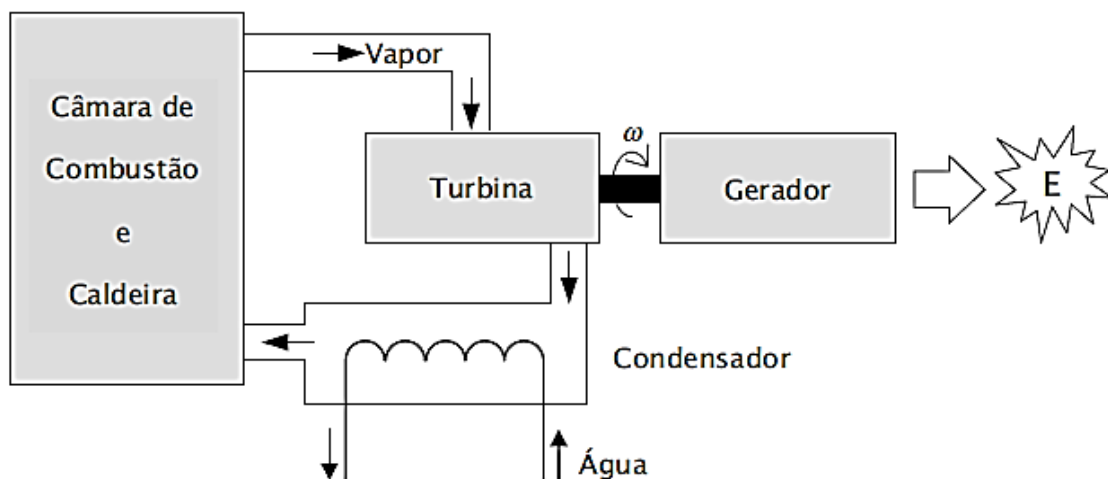 Vapor
Câmara de
Combustão
e
Caldeira
ω
Turbina
Gerador
E
Condensador
Água